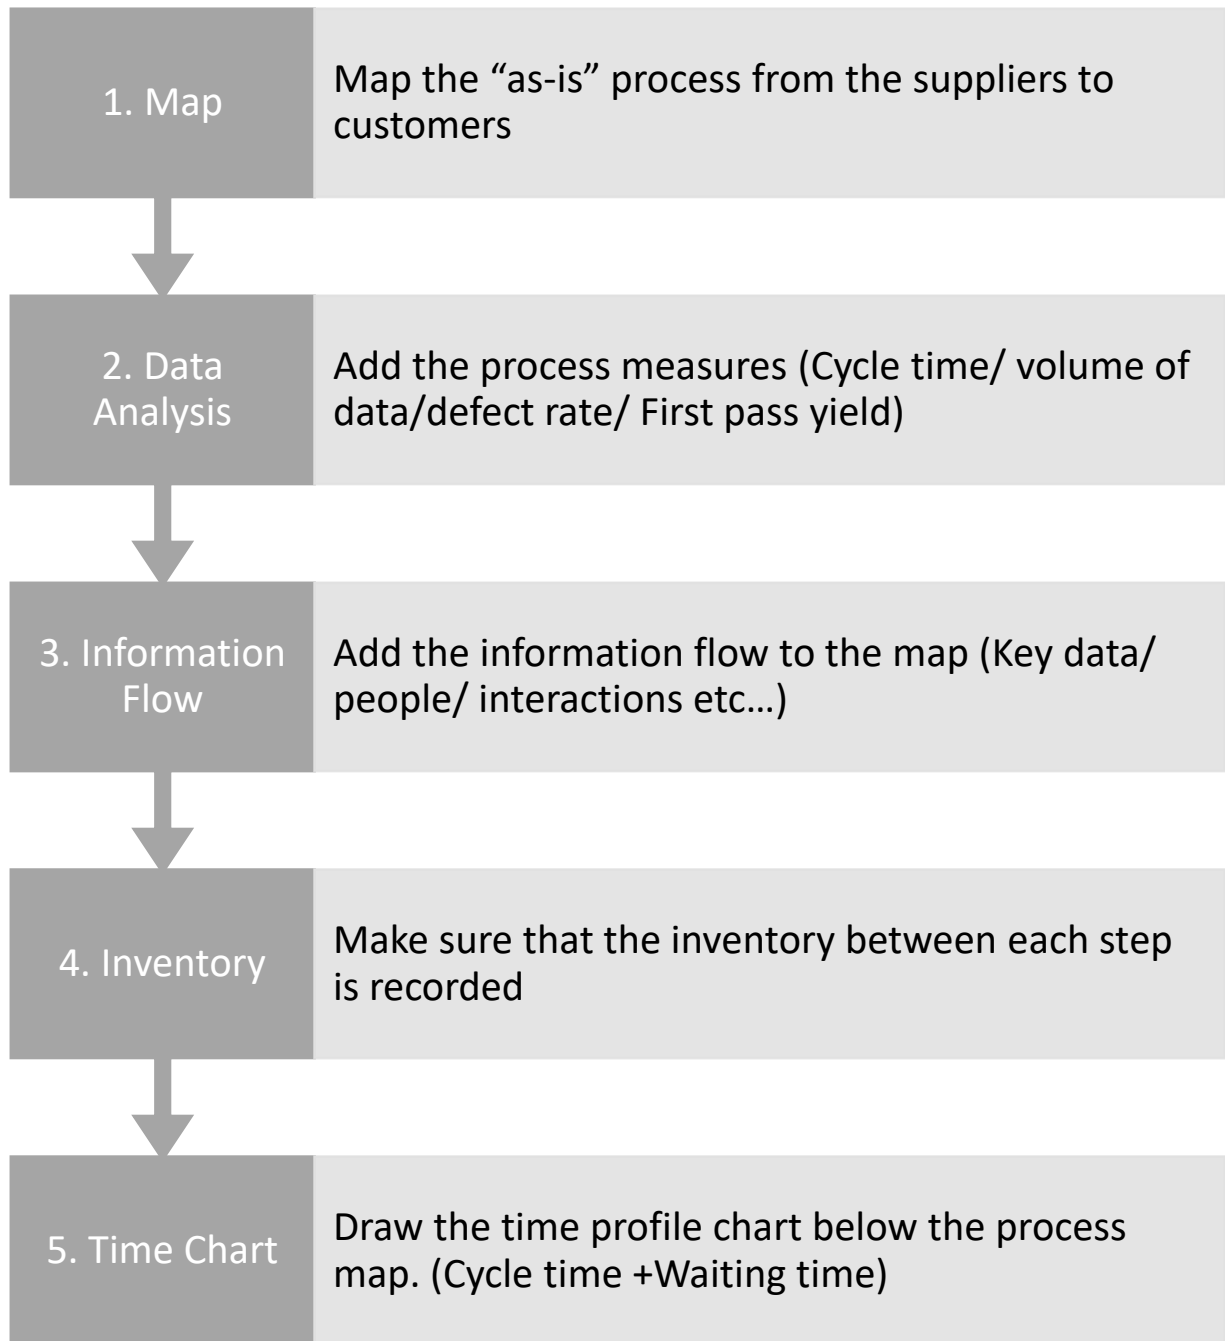 1. Map
Map the “as-is” process from the suppliers to
customers
2. Data
Analysis
Add the process measures (Cycle time/ volume of
data/defect rate/ First pass yield)
3. Information
Flow
Add the information flow to the map (Key data/
people/ interactions etc…)
4. Inventory
Make sure that the inventory between each step
is recorded
5. Time Chart
Draw the time profile chart below the process
map. (Cycle time +Waiting time)